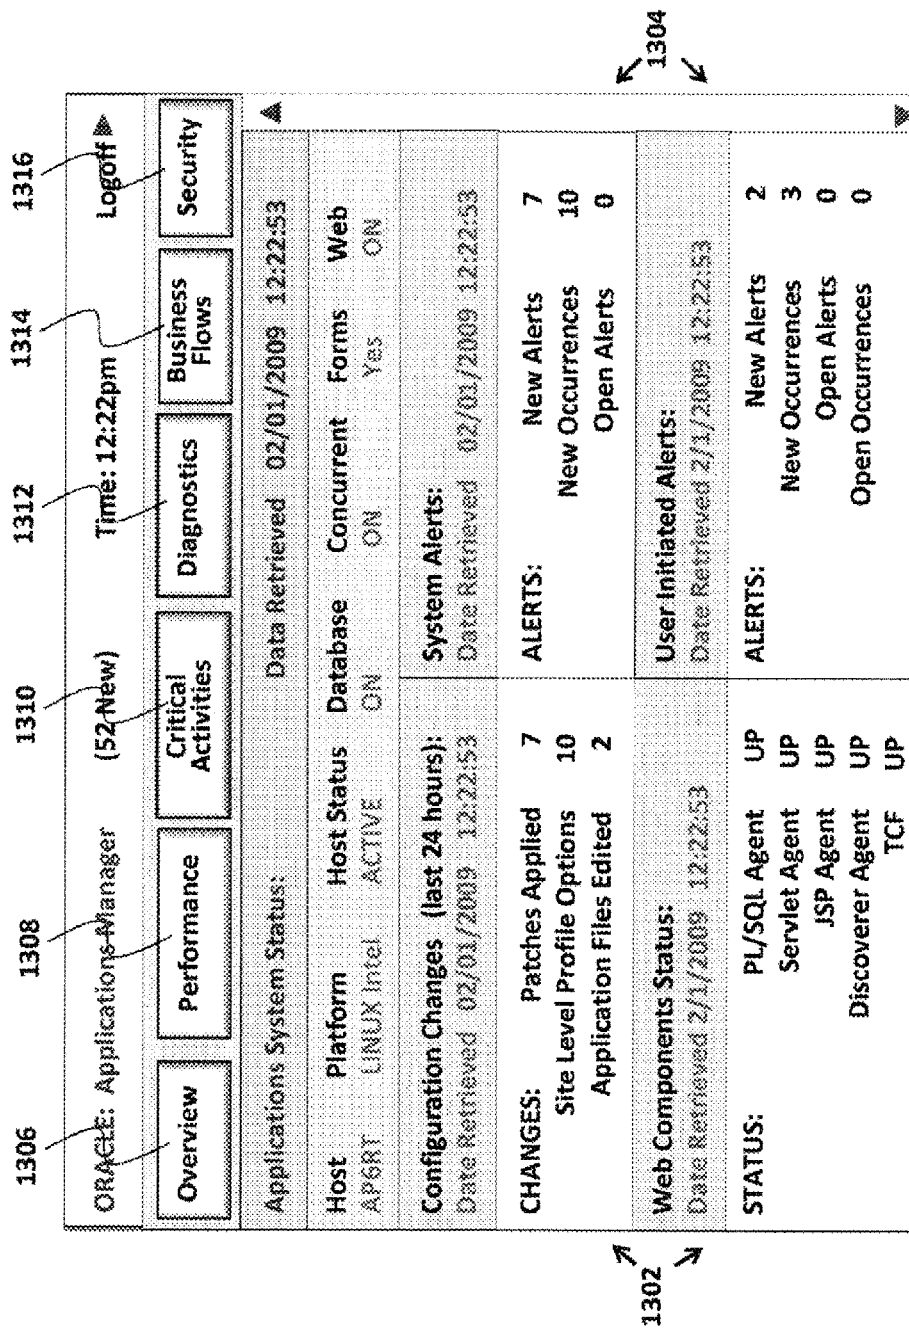 1306 1308 1310 1312 1314 1316
ORACLE: Applications Manager (52 New) Time: 12:22pm Logoff
Overview Performance Critical Activities Diagnostics Business Flows Security
Applications System Status: Data Retrieved 02/01/2009 12:22:53
Host Platform Host Status Database Concurrent Forms Web
AP6RT LINUX Intel ACTIVE ON ON Yes ON
Configuration Changes (last 24 hours):
Date Retrieved 02/01/2009 12:22:53
CHANGES: Patches Applied 7
Site Level Profile Options 10
Application Files Edited 2
System Alerts:
Date Retrieved 02/01/2009 12:22:53
ALERTS: New Alerts 7
New Occurrences 10
Open Alerts 0
Web Components Status:
Date Retrieved 2/1/2009 12:22:53
STATUS: PL/SQL Agent UP
Servlet Agent UP
JSP Agent UP
Discoverer Agent UP
TCF UP
User Initiated Alerts:
Date Retrieved 2/1/2009 12:22:53
ALERTS: New Alerts 2
New Occurrences 3
Open Alerts 0
Open Occurrences 0
1302
1304